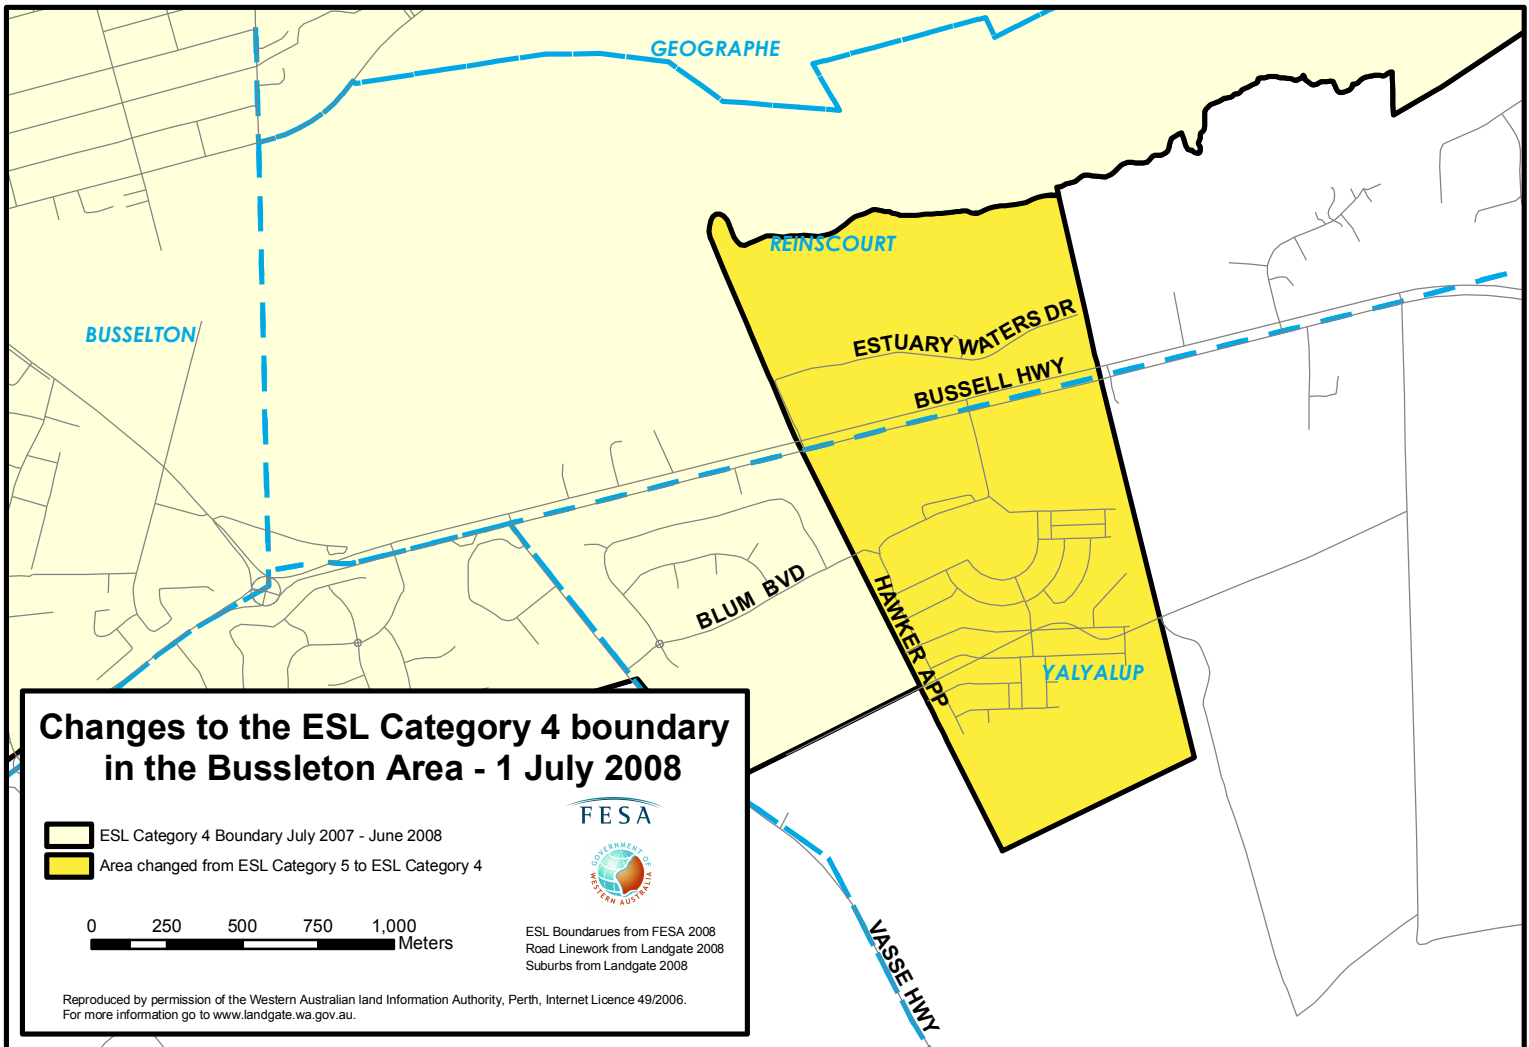 GEOGRAPHE
REINSCOURT
BUSSELTON
ESTUARY WATERS DR
BUSSELL HWY
BLUM BVD
HAWKER APP
YALYALUP
VASSE HWY
Changes to the ESL Category 4 boundary
in the Bussleton Area - 1 July 2008
FESA
ESL Category 4 Boundary July 2007 - June 2008
Area changed from ESL Category 5 to ESL Category 4
GOVERNMENT OF
WESTERN AUSTRALIA
0 250 500 750 1,000
Meters
ESL Boundarues from FESA 2008
Road Linework from Landgate 2008
Suburbs from Landgate 2008
Reproduced by permission of the Western Australian land Information Authority, Perth, Internet Licence 49/2006.
For more information go to www.landgate.wa.gov.au.